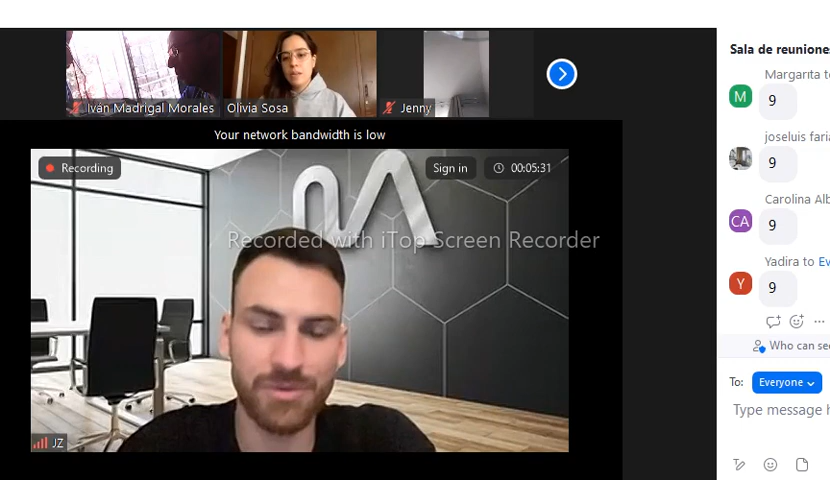 Iván Madrigal Morales
Olivia Sosa
Jenny
Your network bandwidth is low
Recording
Sign in
00:05:31
Recorded with iTop Screen Recorder
JZ
Sala de reuniones
Margarita to
M
9
joseluis faria
9
Carolina Alb
CA
9
Yadira to Ev
Y
9
Who can see
To: Everyone
Type message h